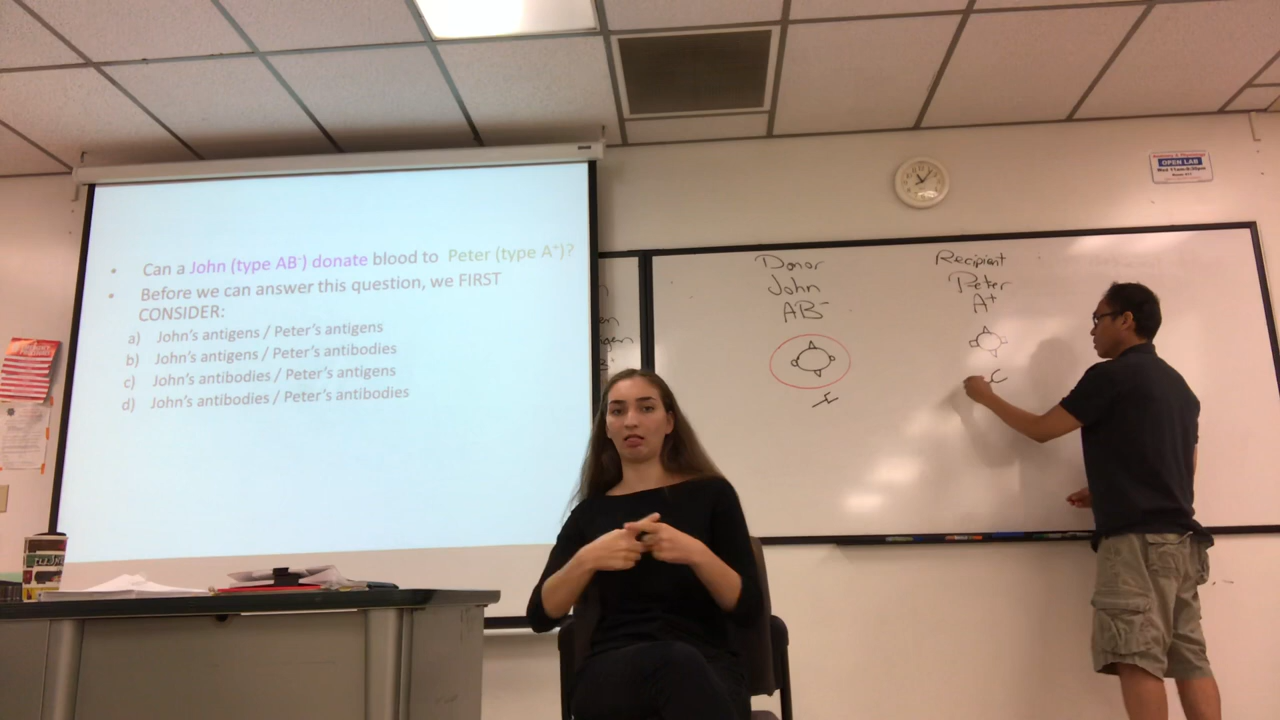 • Can a John (type AB⁻) donate blood to Peter (type A⁺)?
• Before we can answer this question, we FIRST
CONSIDER:
a) John's antigens / Peter's antigens
b) John's antigens / Peter's antibodies
c) John's antibodies / Peter's antigens
d) John's antibodies / Peter's antibodies
Donor
John
AB⁻
Recipient
Peter
A⁺
OPEN LAB